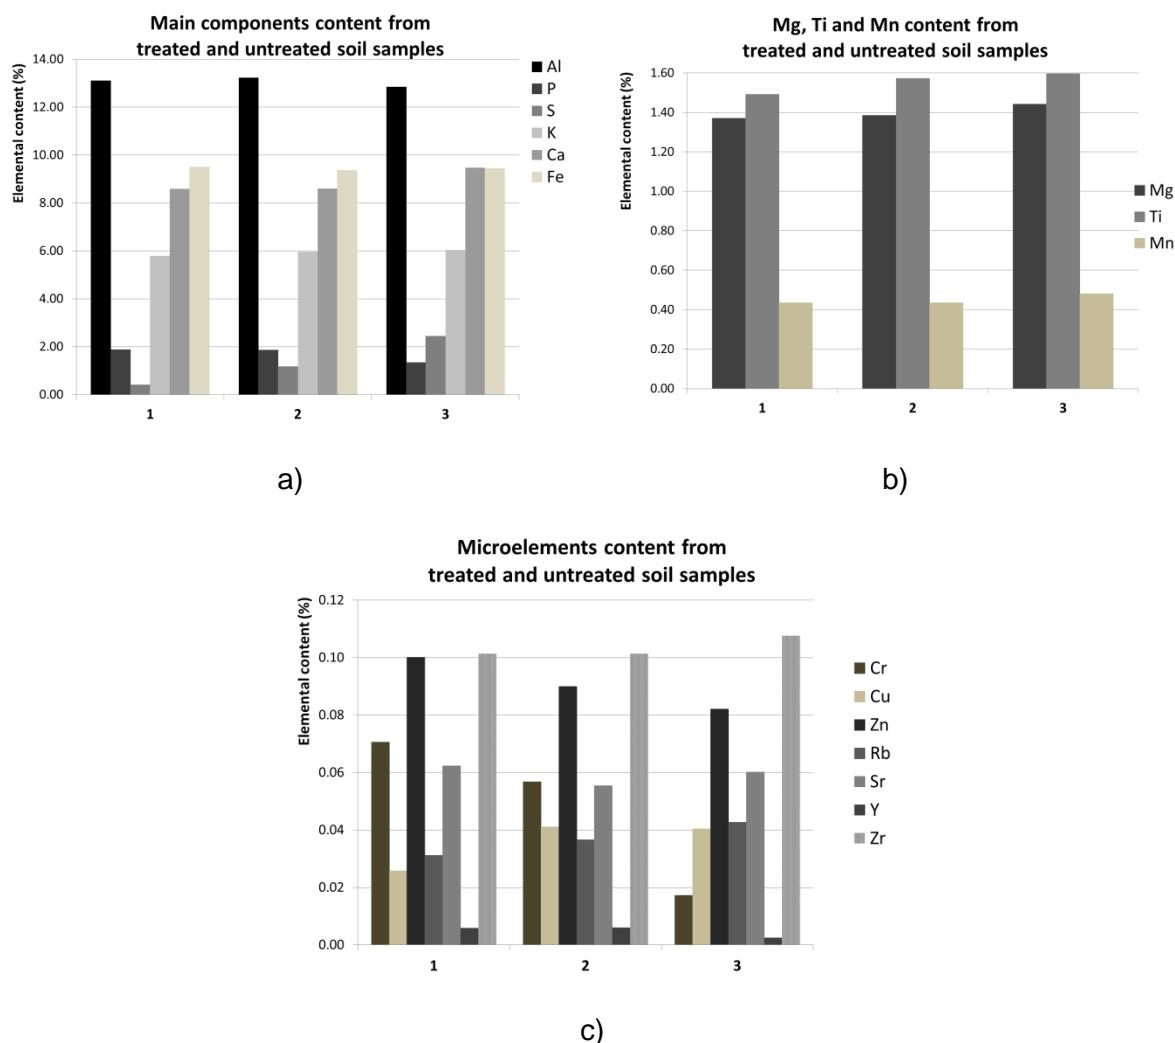 Main components content from
treated and untreated soil samples
Elemental content (%)
14.00
12.00
10.00
8.00
6.00
4.00
2.00
0.00
1
2
3
Al
P
S
K
Ca
Fe
a)
Mg, Ti and Mn content from
treated and untreated soil samples
Elemental content (%)
1.60
1.40
1.20
1.00
0.80
0.60
0.40
0.20
0.00
1
2
3
Mg
Ti
Mn
b)
Microelements content from
treated and untreated soil samples
Elemental content (%)
0.12
0.10
0.08
0.06
0.04
0.02
0.00
1
2
3
Cr
Cu
Zn
Rb
Sr
Y
Zr
c)